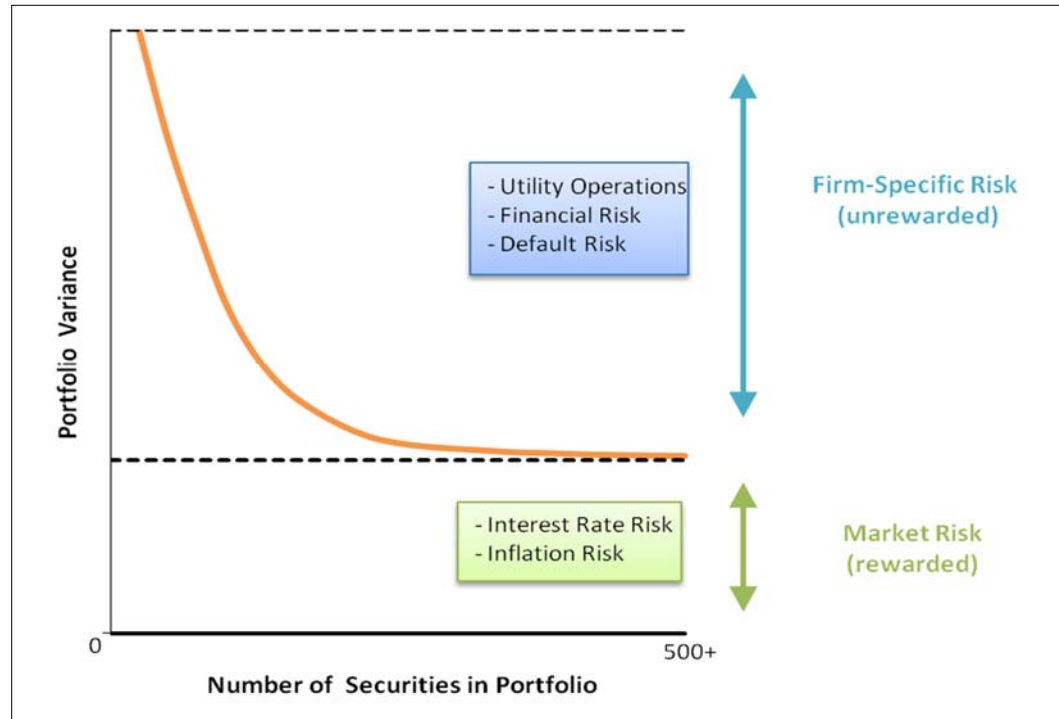 - Utility Operations
- Financial Risk
- Default Risk
Firm-Specific Risk
(unrewarded)
Portfolio Variance
- Interest Rate Risk
- Inflation Risk
Market Risk
(rewarded)
0
500+
Number of Securities in Portfolio